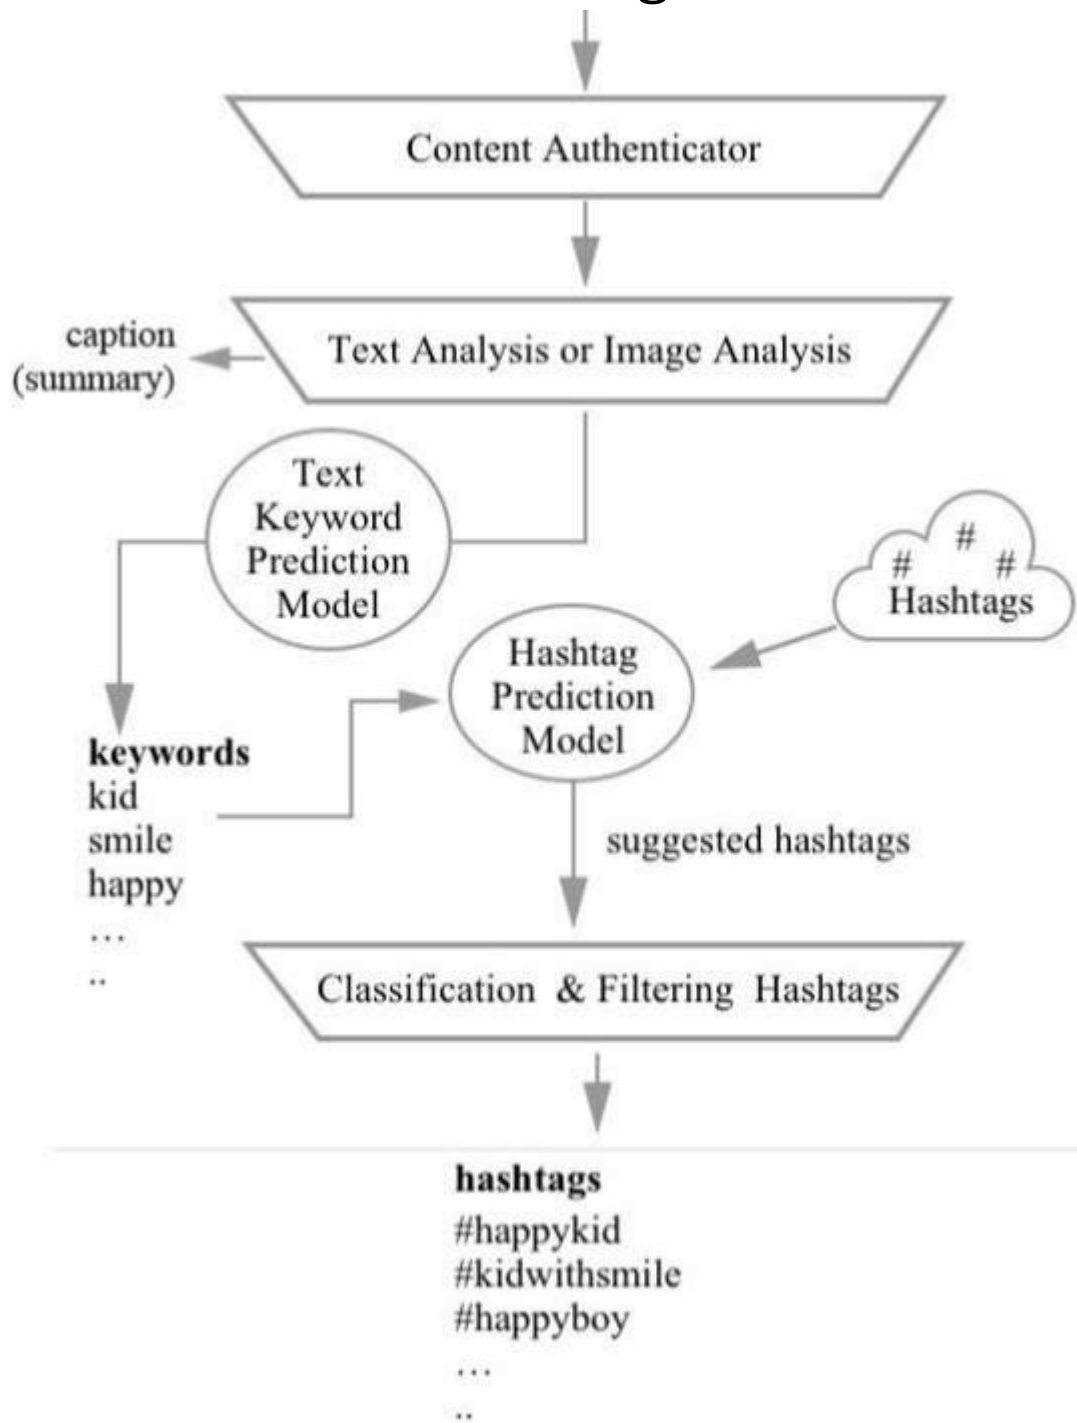 Content Authenticator
caption
(summary)
Text Analysis or Image Analysis
Text
Keyword
Prediction
Model
#
# #
Hashtags
Hashtag
Prediction
Model
keywords
kid
smile
happy
...
..
suggested hashtags
Classification & Filtering Hashtags
hashtags
#happykid
#kidwithsmile
#happyboy
...
..